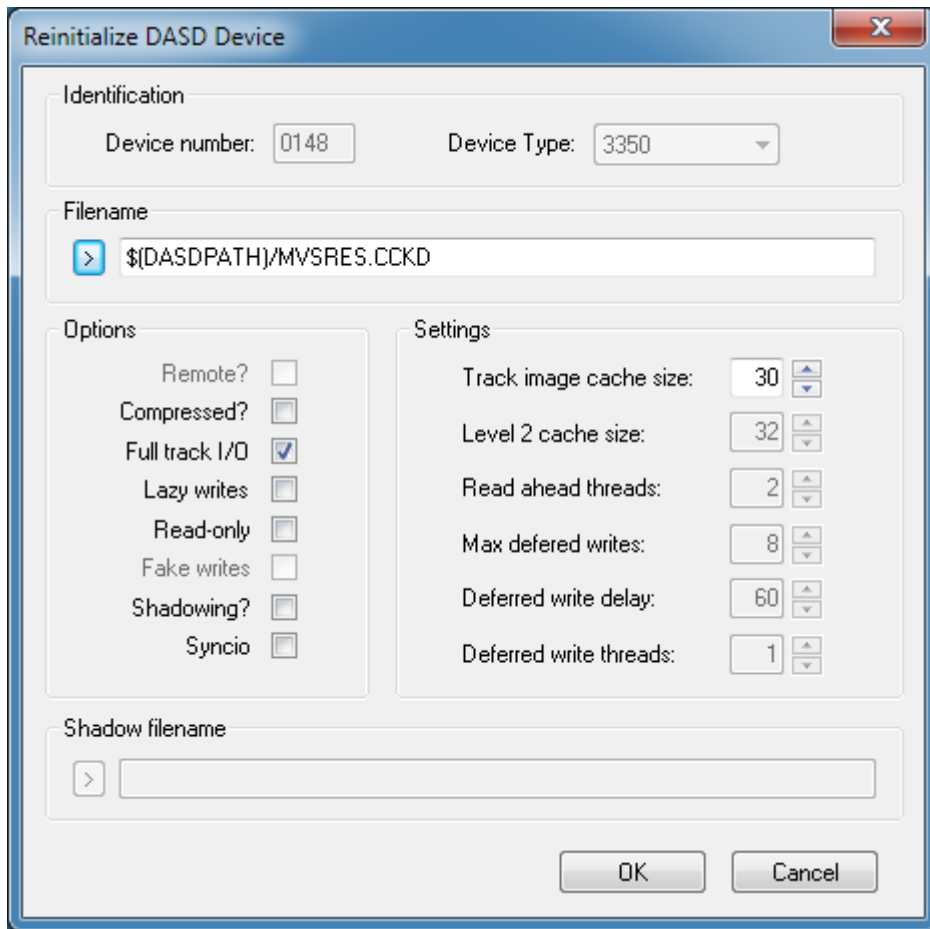 Reinitialize DASD Device
Identification
Device number: 0148 Device Type: 3350
Filename
> $(DASDPATH)/MVSRES.CCKD
Options
Remote?
Compressed?
Full track I/O
Lazy writes
Read-only
Fake writes
Shadowing?
Syncio
Settings
Track image cache size: 30
Level 2 cache size: 32
Read ahead threads: 2
Max defered writes: 8
Deferred write delay: 60
Deferred write threads: 1
Shadow filename
>
OK Cancel